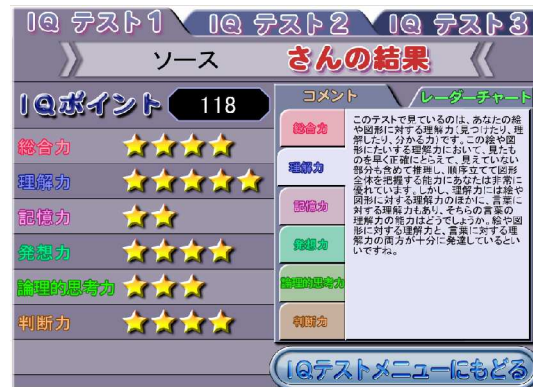 IQ テスト1 IQ テスト2 IQ テスト3
ソース さんの結果
IQポイント 118
コメント レーダーチャート
総合力
理解力
記憶力
発想力
論理的思考力
判断力
総合力
理解力
記憶力
発想力
論理的思考力
判断力
このテストで見ているのは、あなたの絵
や図形に対する理解力(見つけたり、理
解したり、分かる力)です。この絵や図
形にたいする理解力において、見たも
のを早く正確にとらえて、見えていない
部分も含めて推理し、順序立てて図形
全体を把握する能力にあなたは非常に
優れています。しかし、理解力には絵や
図形に対する理解力のほかに、言葉に
対する理解力もあり、そちらの言葉の
理解力の能力はどうでしょうか。絵や図
形に対する理解力と、言葉に対する理
解力の両方が十分に発達しているとい
いですね。
IQテストメニューにもどる